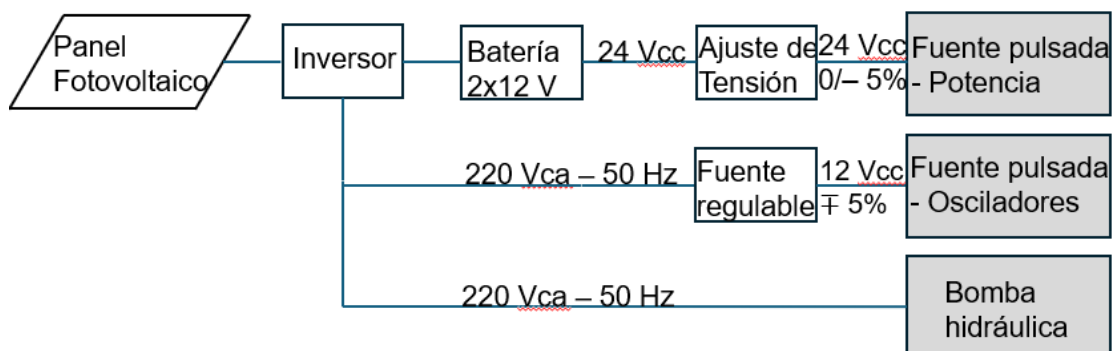 Panel
Fotovoltaico
Inversor
Batería
2x12 V
24 Vcc
Ajuste de
Tensión
24 Vcc
0/– 5%
Fuente pulsada
- Potencia
220 Vca – 50 Hz
Fuente
regulable
12 Vcc
∓ 5%
Fuente pulsada
- Osciladores
220 Vca – 50 Hz
Bomba
hidráulica